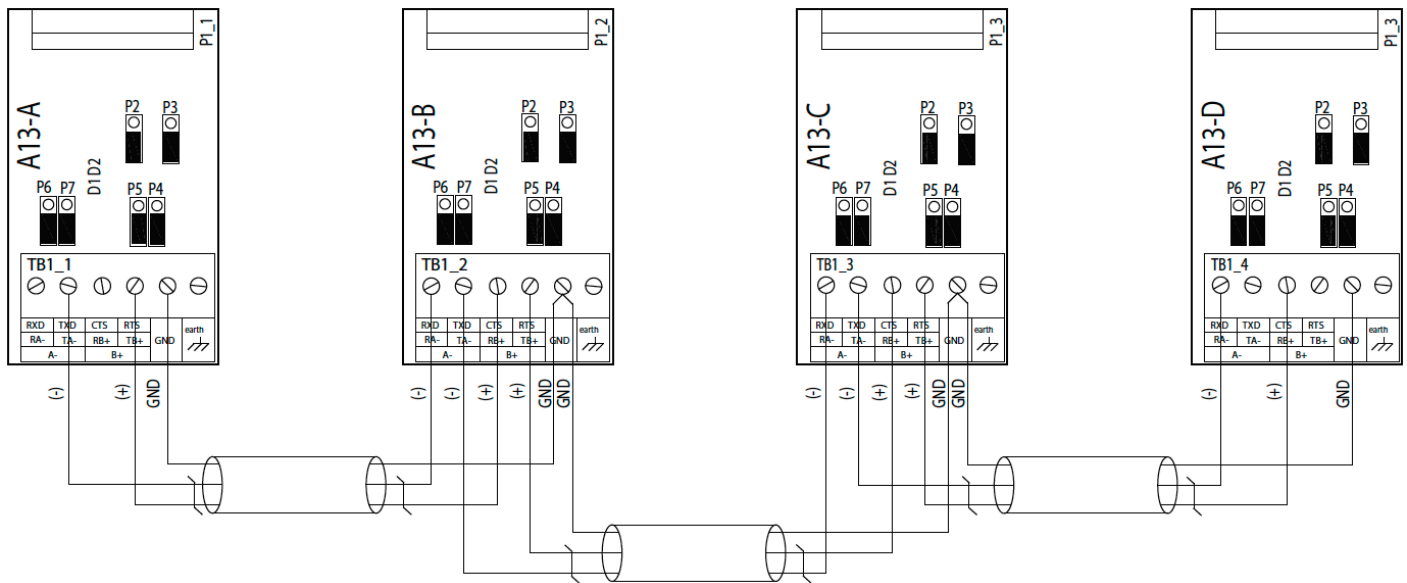 P1_1
A13-A
P2 P3
D1 D2
P6 P7
P5 P4
TB1_1
RXD TXD CTS RTS
RA- TA- RB+ TB+ GND
earth
A- B+
(-) (+) GND
P1_2
A13-B
P2 P3
D1 D2
P6 P7
P5 P4
TB1_2
RXD TXD CTS RTS
RA- TA- RB+ TB+ GND
earth
A- B+
(-) (-) (+) (+) GND GND
P1_3
A13-C
P2 P3
D1 D2
P6 P7
P5 P4
TB1_3
RXD TXD CTS RTS
RA- TA- RB+ TB+ GND
earth
A- B+
(-) (-) (+) (+) GND GND
P1_3
A13-D
P2 P3
D1 D2
P6 P7
P5 P4
TB1_4
RXD TXD CTS RTS
RA- TA- RB+ TB+ GND
earth
A- B+
(-) (+) GND